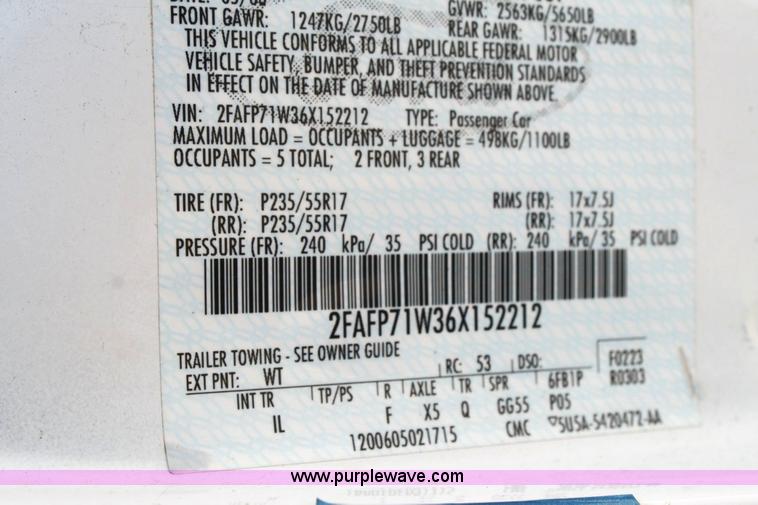 FRONT GAWR: 1247KG/2750LB
GVWR: 2563KG/5650LB
REAR GAWR: 1315KG/2900LB
THIS VEHICLE CONFORMS TO ALL APPLICABLE FEDERAL MOTOR
VEHICLE SAFETY, BUMPER, AND THEFT PREVENTION STANDARDS
IN EFFECT ON THE DATE OF MANUFACTURE SHOWN ABOVE.
VIN: 2FAFP71W36X152212 TYPE: Passenger Car
MAXIMUM LOAD = OCCUPANTS + LUGGAGE = 498KG/1100LB
OCCUPANTS = 5 TOTAL; 2 FRONT, 3 REAR
TIRE (FR): P235/55R17 RIMS (FR): 17x7.5J
(RR): P235/55R17 (RR): 17x7.5J
PRESSURE (FR): 240 kPa/ 35 PSI COLD (RR): 240 kPa/ 35 PSI COLD
2FAFP71W36X152212
TRAILER TOWING - SEE OWNER GUIDE
EXT PNT: WT RC: 53 DSO: F0223
R0303
INT TR TP/PS R AXLE TR SPR 6FB1P
IL F X5 Q GG55 P05
1200605021715 CMC ▽5U5A-5420472-AA
www.purplewave.com